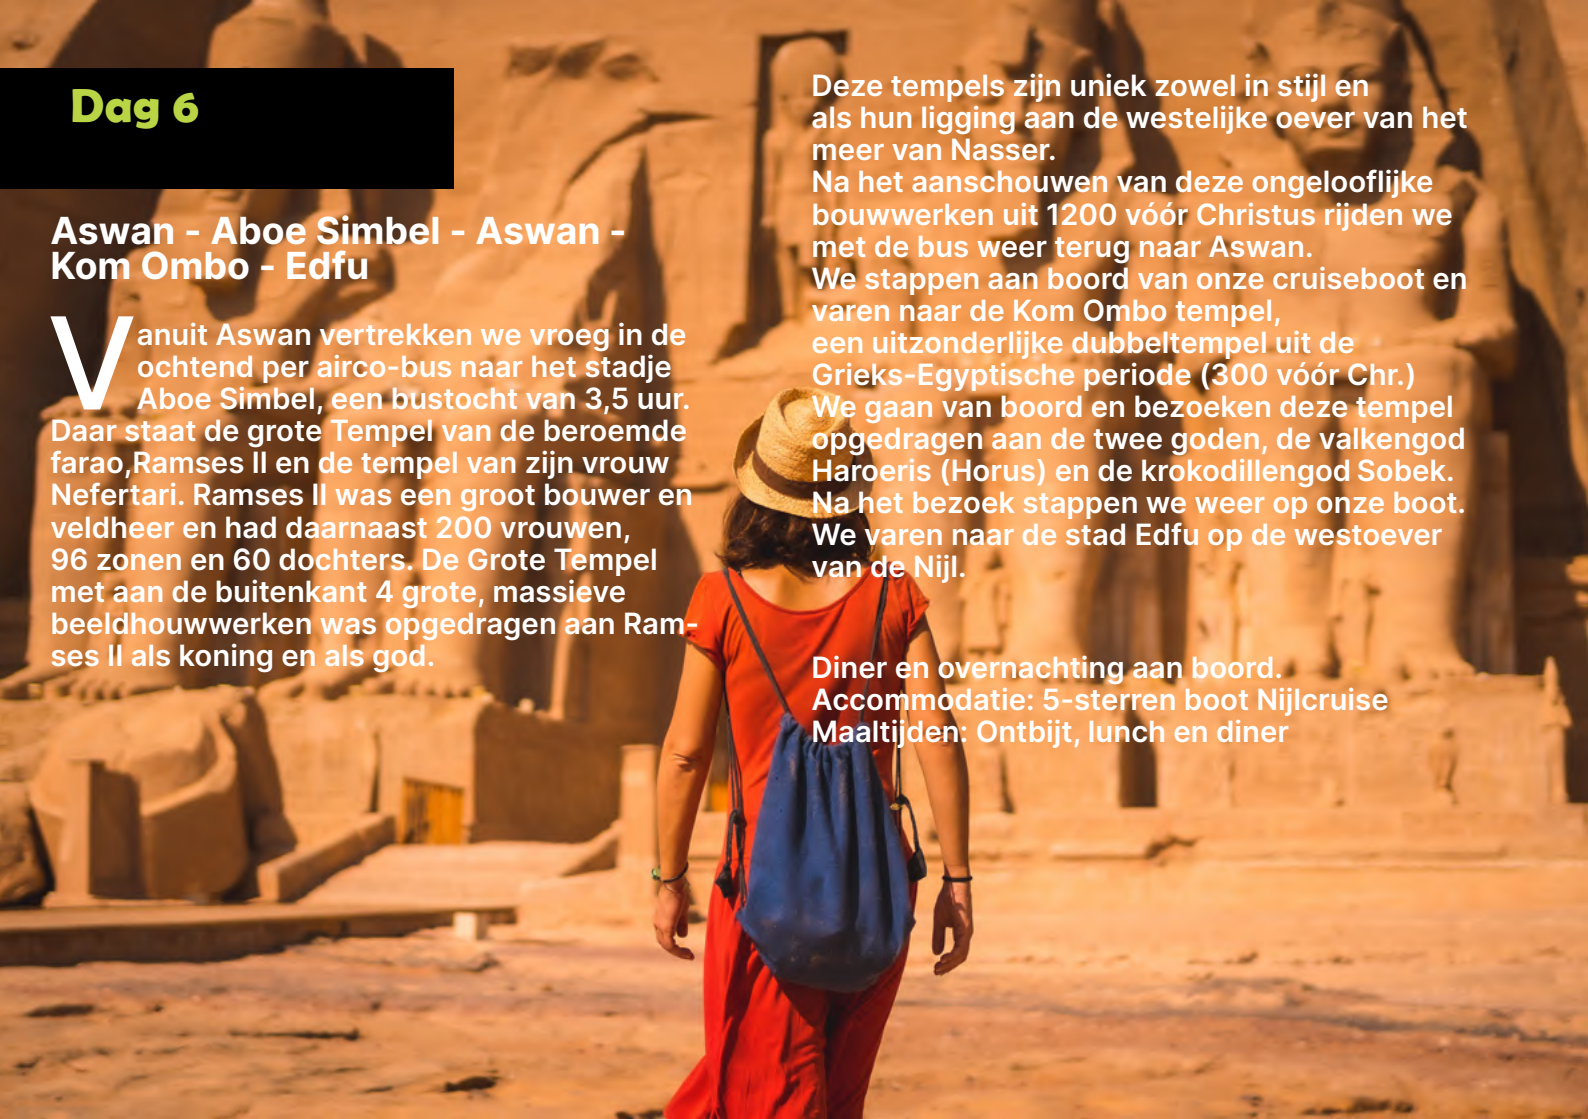 Dag 6
Aswan - Aboe Simbel - Aswan -
Kom Ombo - Edfu
Vanuit Aswan vertrekken we vroeg in de
ochtend per airco-bus naar het stadje
Aboe Simbel, een bustocht van 3,5 uur.
Daar staat de grote Tempel van de beroemde
farao,Ramses II en de tempel van zijn vrouw
Nefertari. Ramses II was een groot bouwer en
veldheer en had daarnaast 200 vrouwen,
96 zonen en 60 dochters. De Grote Tempel
met aan de buitenkant 4 grote, massieve
beeldhouwwerken was opgedragen aan Ram-
ses II als koning en als god.
Deze tempels zijn uniek zowel in stijl en
als hun ligging aan de westelijke oever van het
meer van Nasser.
Na het aanschouwen van deze ongelooflijke
bouwwerken uit 1200 vóór Christus rijden we
met de bus weer terug naar Aswan.
We stappen aan boord van onze cruiseboot en
varen naar de Kom Ombo tempel,
een uitzonderlijke dubbeltempel uit de
Grieks-Egyptische periode (300 vóór Chr.)
We gaan van boord en bezoeken deze tempel
opgedragen aan de twee goden, de valkengod
Haroeris (Horus) en de krokodillengod Sobek.
Na het bezoek stappen we weer op onze boot.
We varen naar de stad Edfu op de westoever
van de Nijl.
Diner en overnachting aan boord.
Accommodatie: 5-sterren boot Nijlcruise
Maaltijden: Ontbijt, lunch en diner